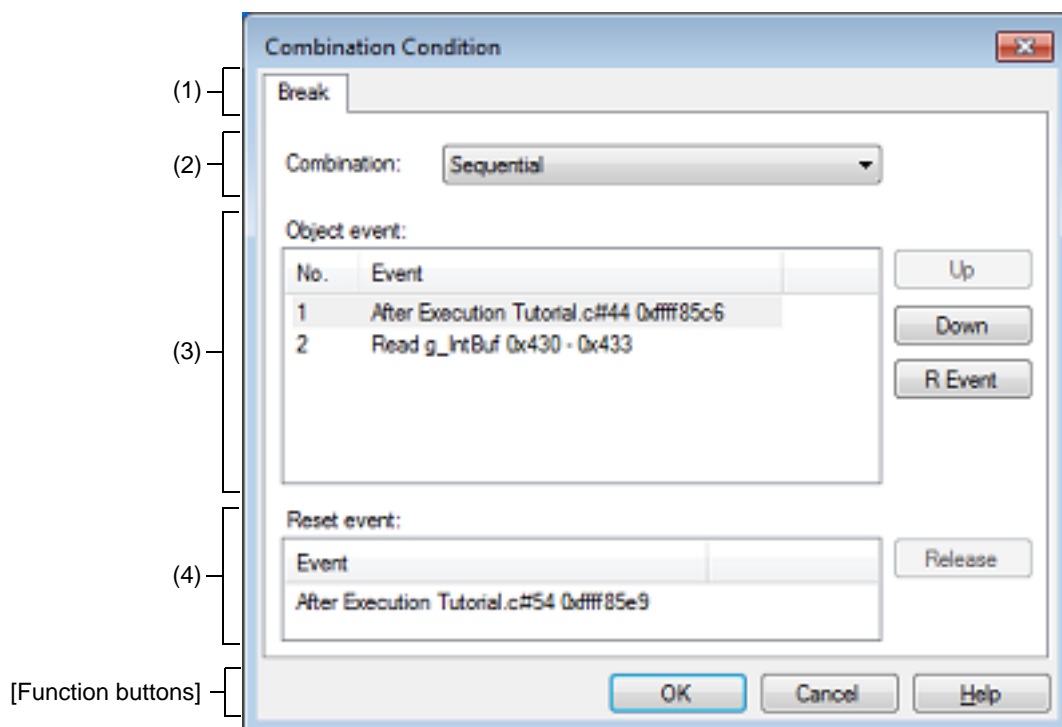 Combination Condition
(1)
Break
(2)
Combination: Sequential
(3)
Object event:
No. Event
1 After Execution Tutorial.c#44 0xffff85c6
2 Read g_IntBuf 0x430 - 0x433
Up
Down
R Event
(4)
Reset event:
Event
After Execution Tutorial.c#54 0xffff85e9
Release
[Function buttons]
OK Cancel Help